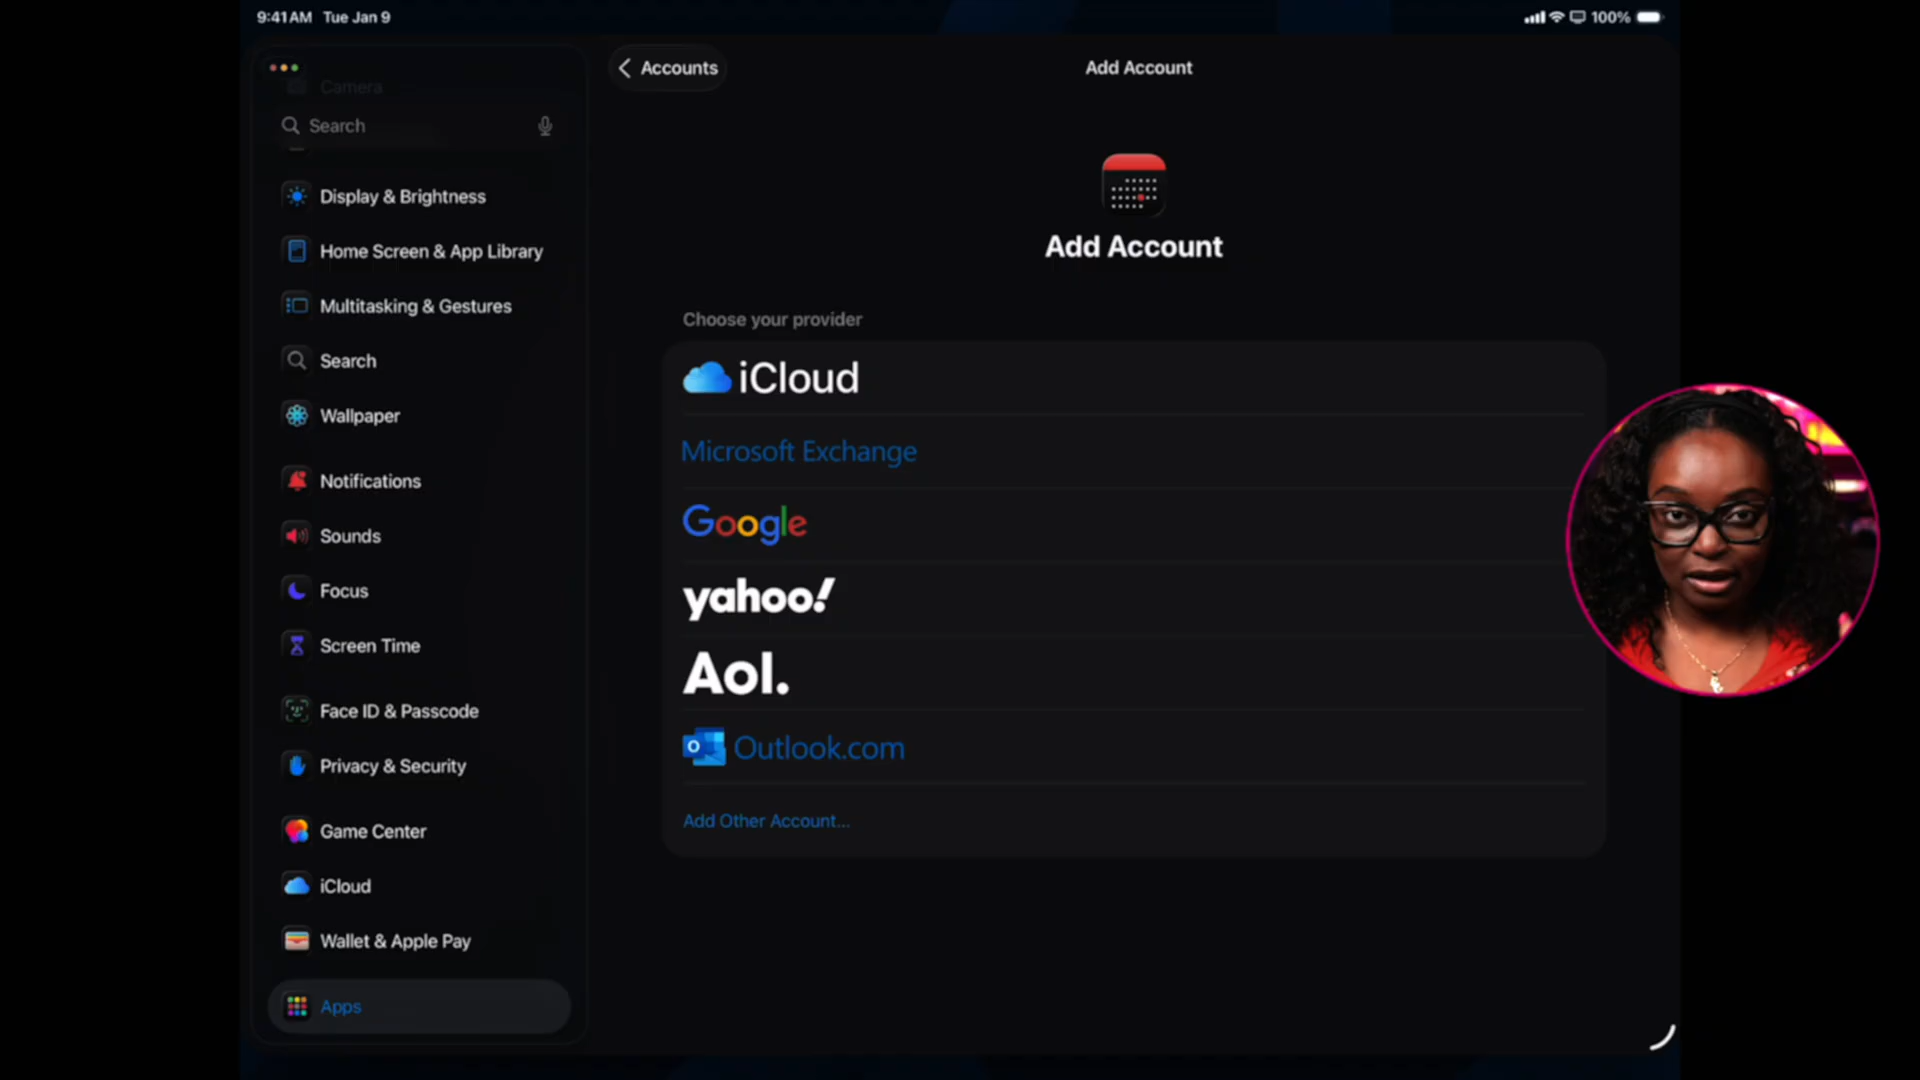 9:41 AM Tue Jan 9
100%
Camera
Search
Display & Brightness
Home Screen & App Library
Multitasking & Gestures
Search
Wallpaper
Notifications
Sounds
Focus
Screen Time
Face ID & Passcode
Privacy & Security
Game Center
iCloud
Wallet & Apple Pay
Apps
Accounts
Add Account
Add Account
Choose your provider
iCloud
Microsoft Exchange
Google
yahoo!
Aol.
Outlook.com
Add Other Account...